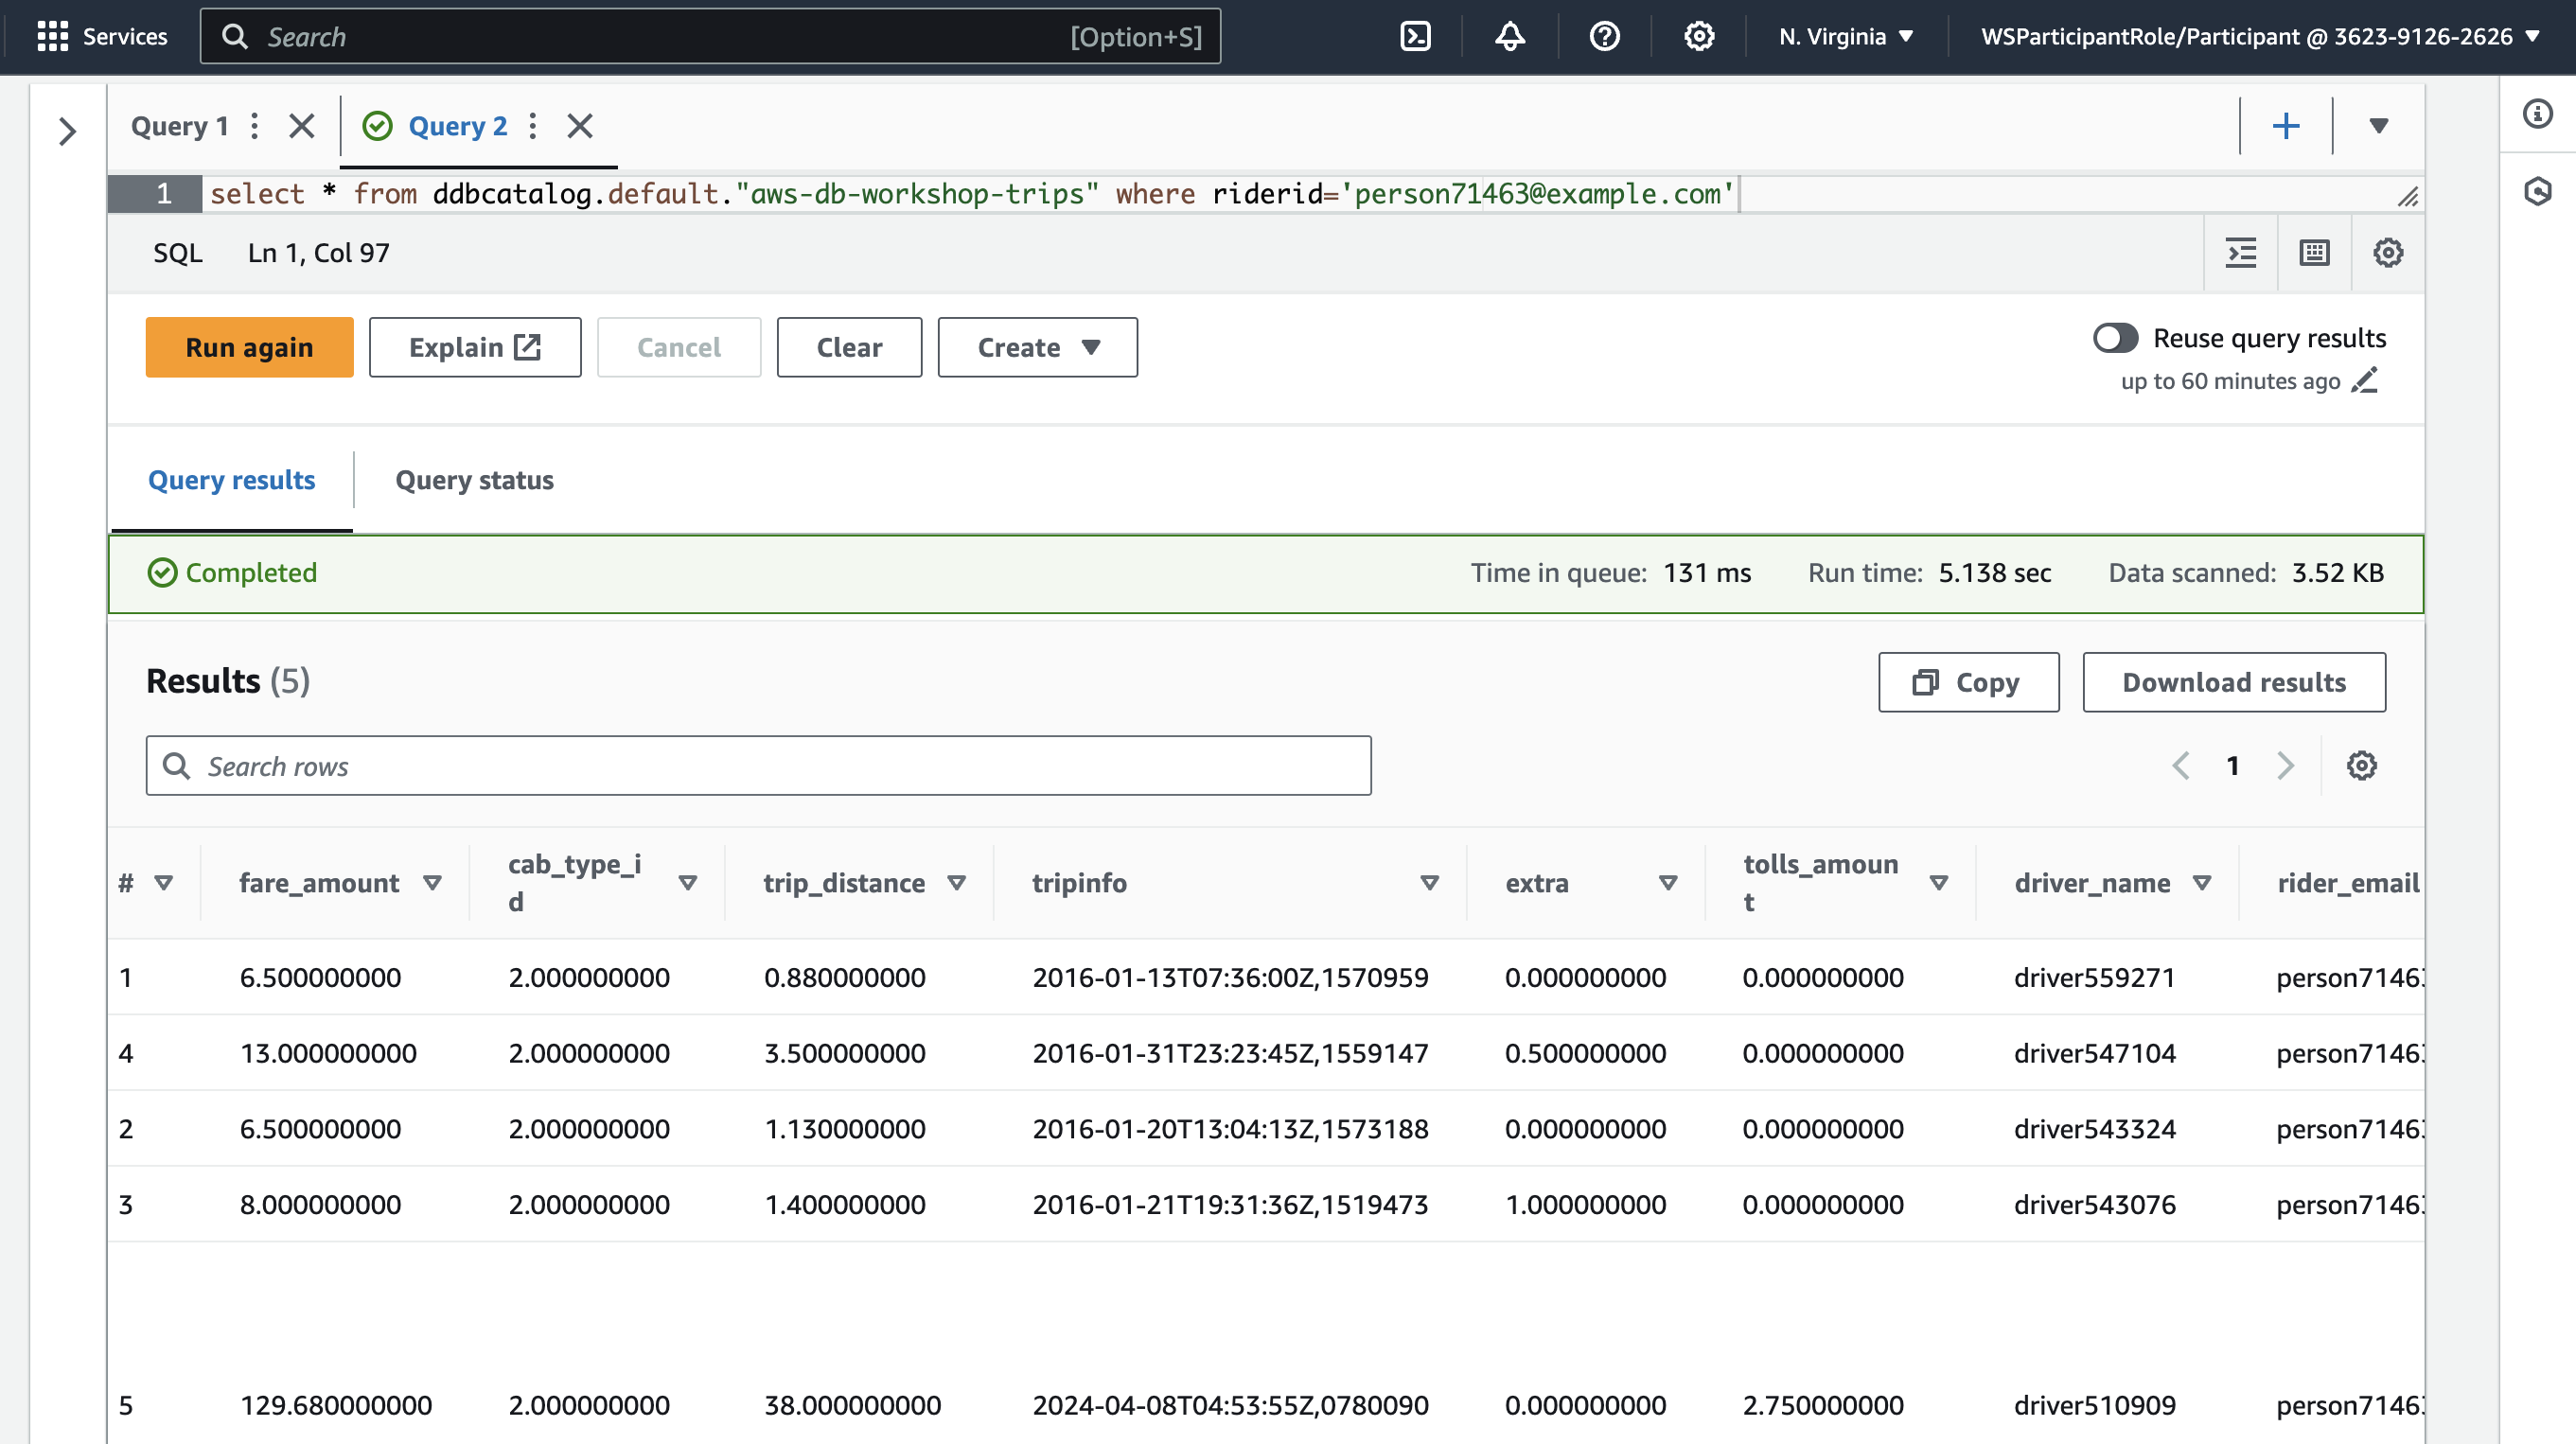 Services
Search
[Option+S]
N. Virginia
WSParticipantRole/Participant @ 3623-9126-2626
Query 1
Query 2
1 select * from ddbcatalog.default."aws-db-workshop-trips" where riderid='person71463@example.com'
SQL Ln 1, Col 97
Run again
Explain
Cancel
Clear
Create
Reuse query results
up to 60 minutes ago
Query results
Query status
Completed
Time in queue: 131 ms Run time: 5.138 sec Data scanned: 3.52 KB
Results (5)
Copy
Download results
Search rows
1
# fare_amount cab_type_id trip_distance tripinfo extra tolls_amount driver_name rider_email
1 6.500000000 2.000000000 0.880000000 2016-01-13T07:36:00Z,1570959 0.000000000 0.000000000 driver559271 person7146
4 13.000000000 2.000000000 3.500000000 2016-01-31T23:23:45Z,1559147 0.500000000 0.000000000 driver547104 person7146
2 6.500000000 2.000000000 1.130000000 2016-01-20T13:04:13Z,1573188 0.000000000 0.000000000 driver543324 person7146
3 8.000000000 2.000000000 1.400000000 2016-01-21T19:31:36Z,1519473 1.000000000 0.000000000 driver543076 person7146
5 129.680000000 2.000000000 38.000000000 2024-04-08T04:53:55Z,0780090 0.000000000 2.750000000 driver510909 person7146